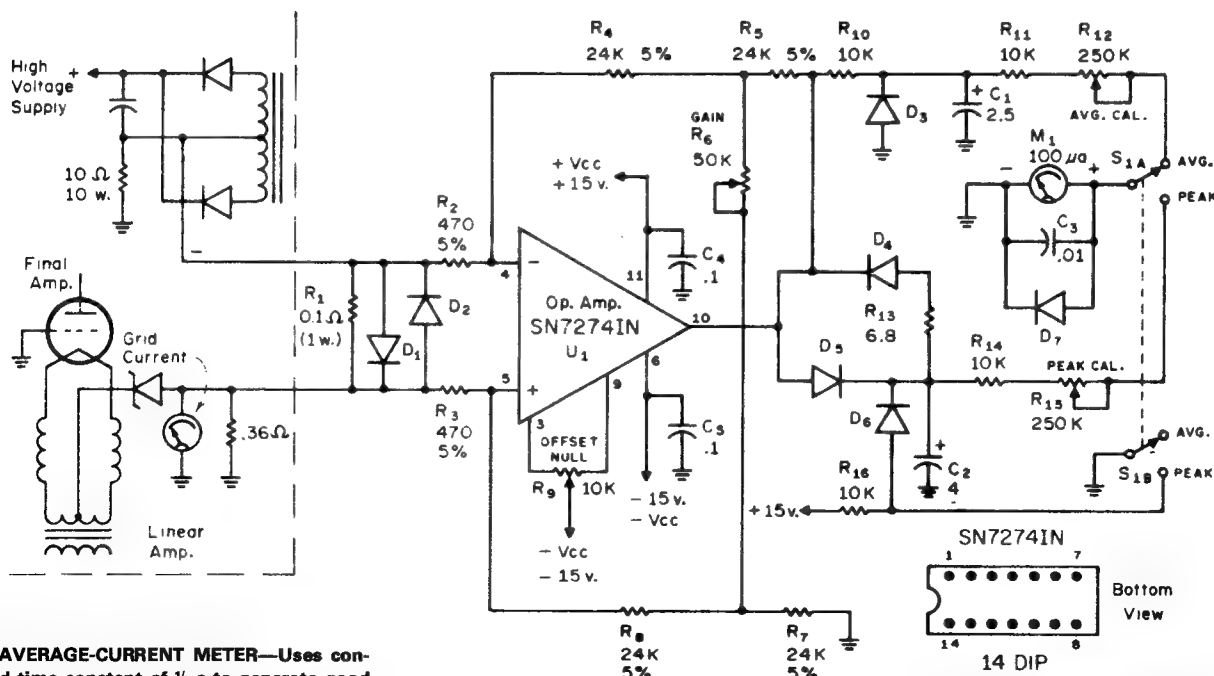 High
Voltage
Supply
+
10 Ω
10 w.
−
Final
Amp.
Grid
Current
.36Ω
Linear
Amp.
R1
0.1Ω
(1w.)
D1
D2
R2
470
5%
R3
470
5%
R4
24K 5%
R5
24K 5%
GAIN
R6
50K
+ Vcc
+ 15 v.
C4
.1
4
−
11
Op. Amp.
SN7274IN
U1
10
5
+
6
9
3
OFFSET
NULL
R9
10K
− Vcc
− 15 v.
C5
.1
− 15 v.
− Vcc
R8
24K
5%
R7
24K
5%
R10
10K
D3
+
C1
2.5
R11
10K
R12
250K
AVG. CAL.
M1
100 μa
−
+
S1A
AVG.
PEAK
C3
.01
D7
D4
R13
6.8
D5
D6
R14
10K
PEAK CAL.
R15
250K
+
C2
4
R16
10K
+15v.
S1B
AVG.
PEAK
SN7274IN
1 7
14 8
Bottom
View
14 DIP
AVERAGE-CURRENT METER—Uses con-